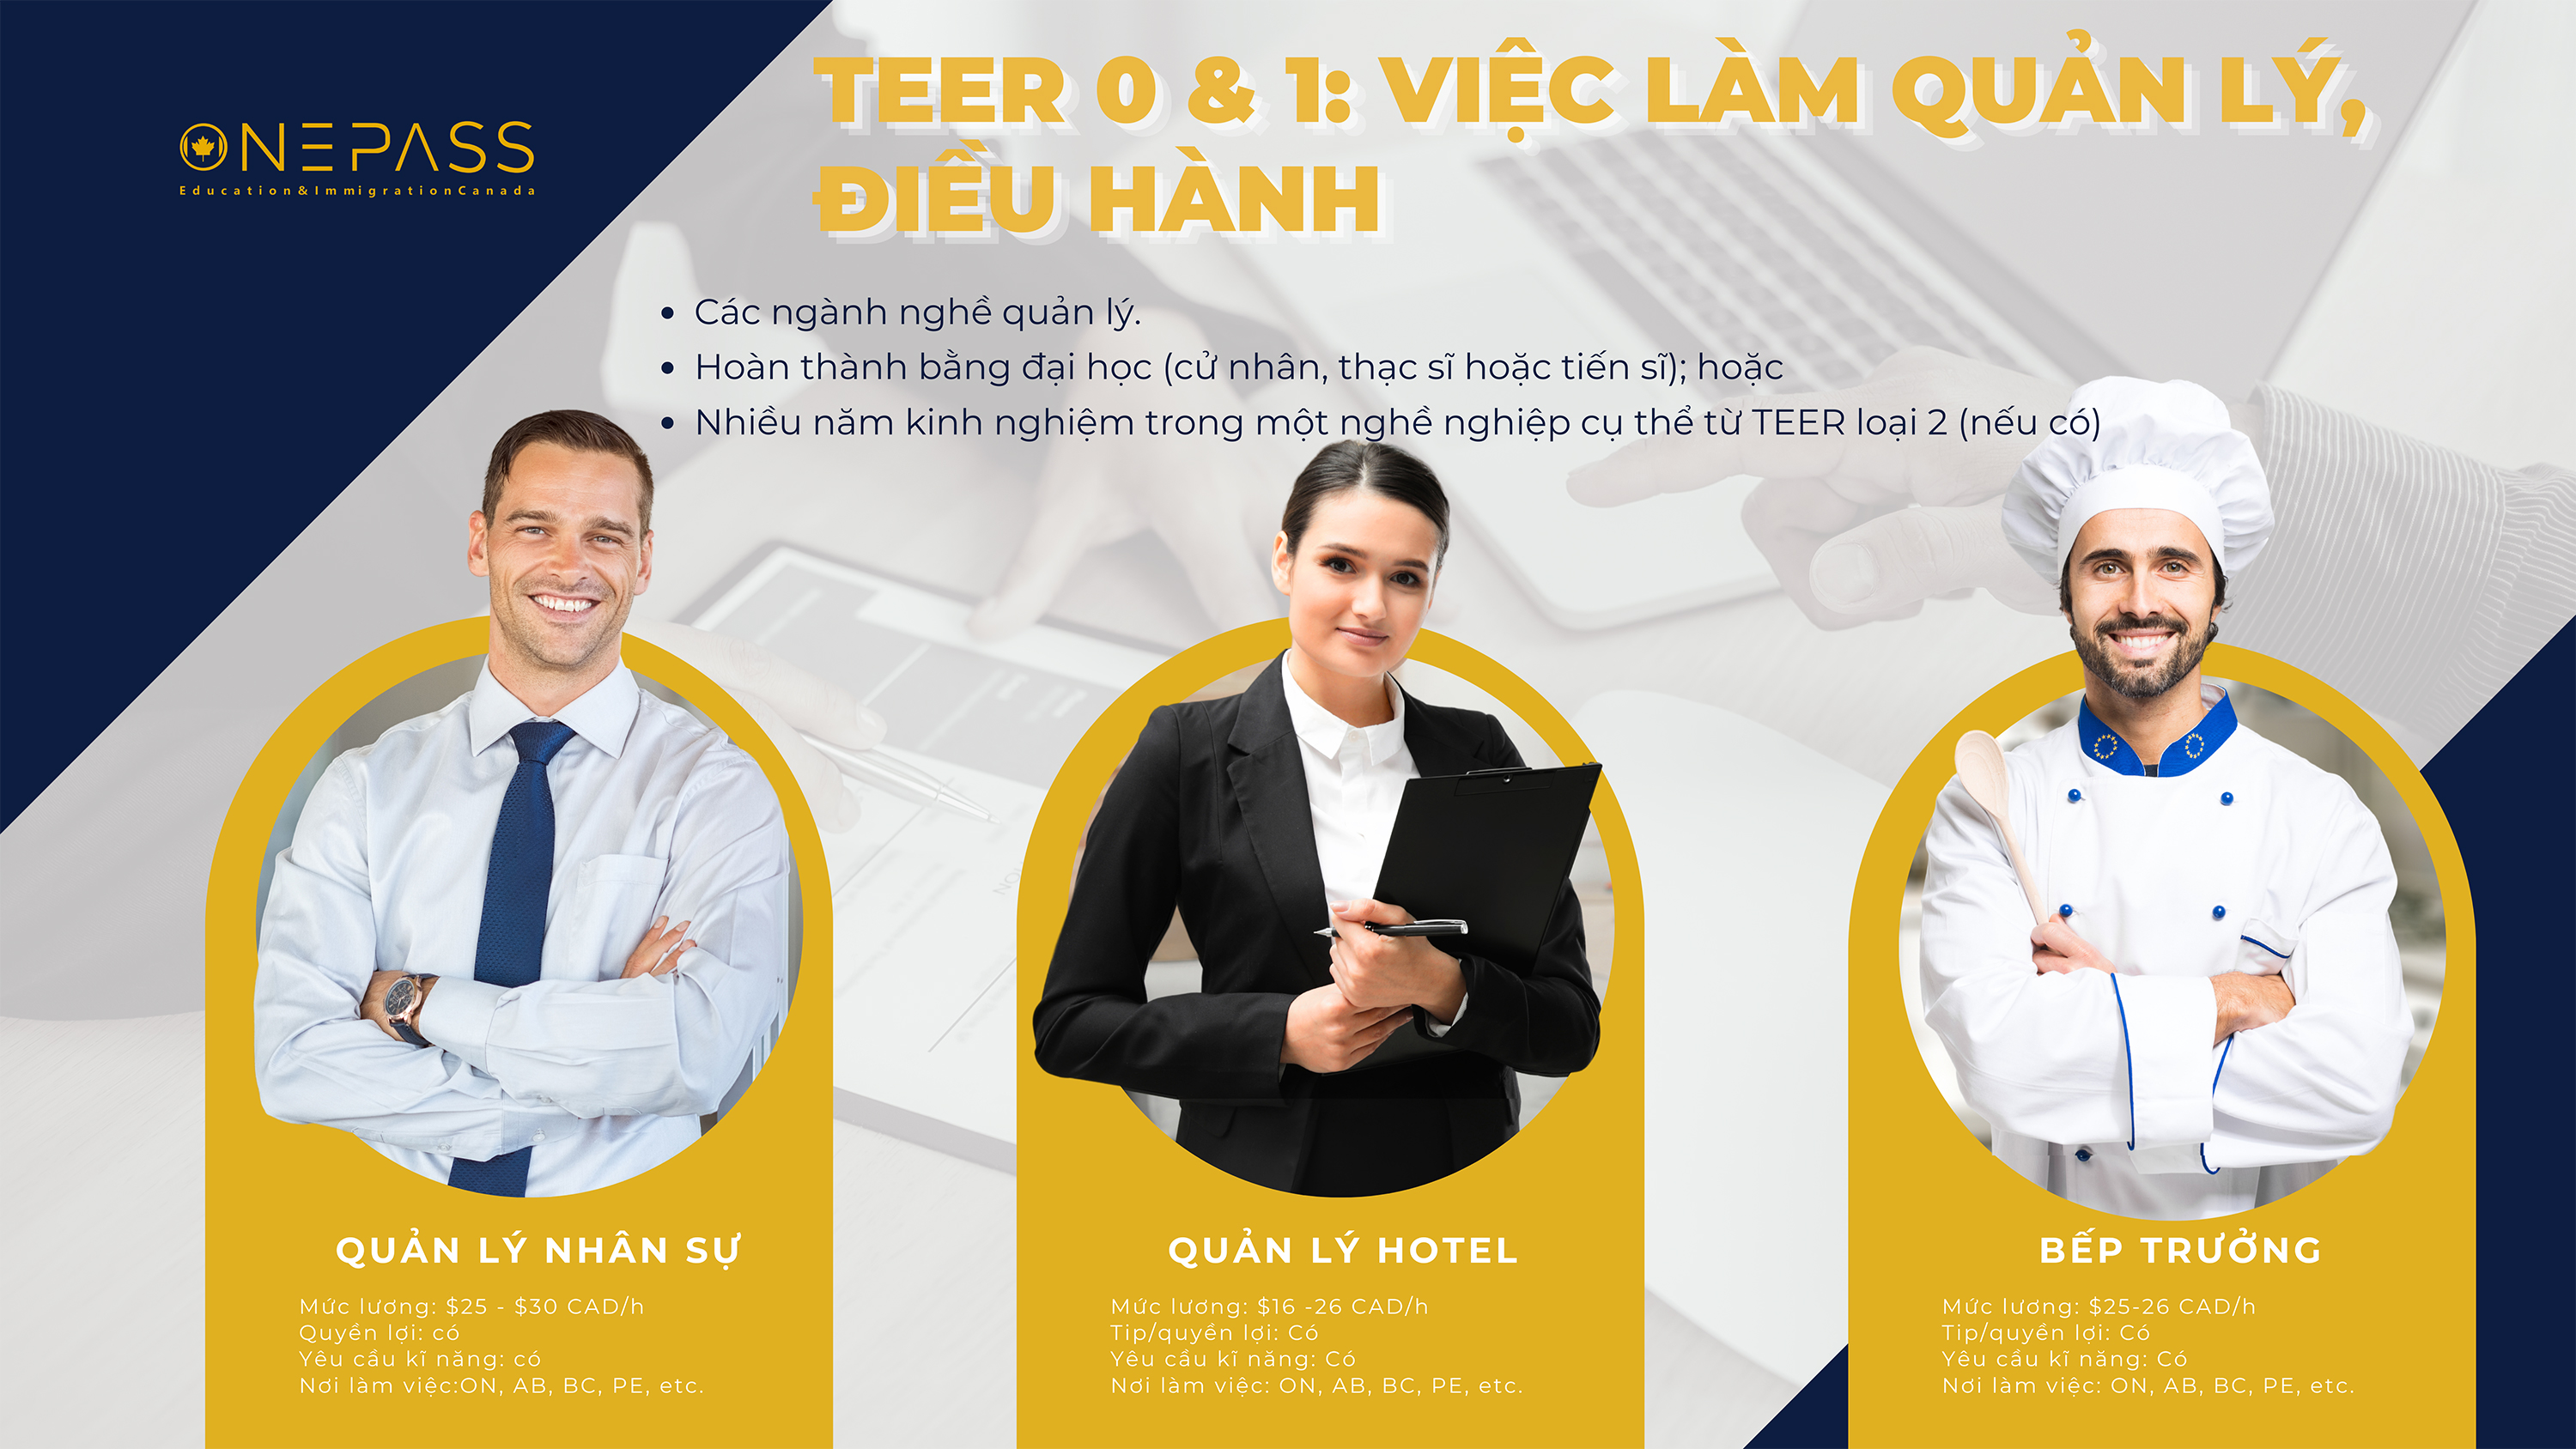 ONEPASS
Education&ImmigrationCanada
TEER 0 & 1: VIỆC LÀM QUẢN LÝ,
ĐIỀU HÀNH
• Các ngành nghề quản lý.
• Hoàn thành bằng đại học (cử nhân, thạc sĩ hoặc tiến sĩ); hoặc
• Nhiều năm kinh nghiệm trong một nghề nghiệp cụ thể từ TEER loại 2 (nếu có)
QUẢN LÝ NHÂN SỰ
Mức lương: $25 - $30 CAD/h
Quyền lợi: có
Yêu cầu kĩ năng: có
Nơi làm việc:ON, AB, BC, PE, etc.
QUẢN LÝ HOTEL
Mức lương: $16 -26 CAD/h
Tip/quyền lợi: Có
Yêu cầu kĩ năng: Có
Nơi làm việc: ON, AB, BC, PE, etc.
BẾP TRƯỞNG
Mức lương: $25-26 CAD/h
Tip/quyền lợi: Có
Yêu cầu kĩ năng: Có
Nơi làm việc: ON, AB, BC, PE, etc.